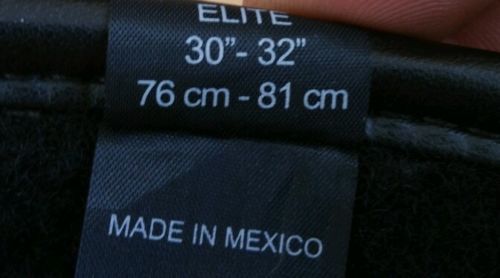 ELITE
30”- 32”
76 cm - 81 cm
MADE IN MEXICO